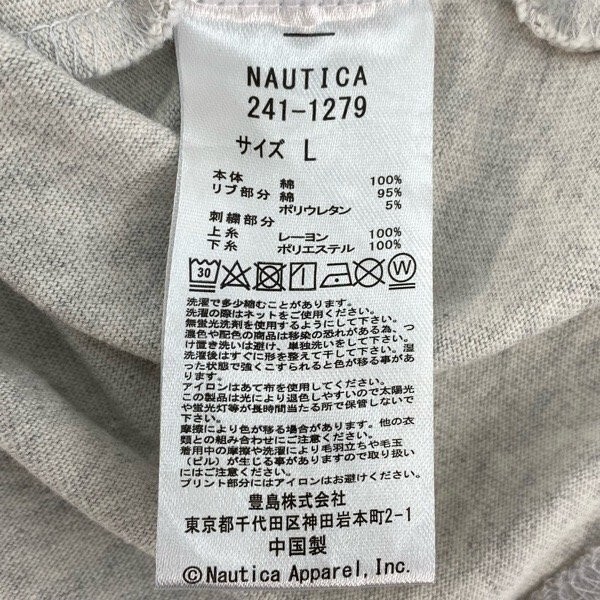 NAUTICA
241-1279
サイズ L
本体 綿 100%
リブ部分 綿 95%
ポリウレタン 5%
刺繍部分
上糸 レーヨン 100%
下糸 ポリエステル 100%
30 W
洗濯で多少縮むことがあります。
洗濯の際はネットをご使用ください。
無蛍光洗剤を使用するようにして下さい。
濃色や配色の商品は移染の恐れがある為、つ
け置き洗いは避け、単独洗いをして下さい。
洗濯後はすぐに形を整えて干して下さい。湿
った状態で強くこすられると色が移る事があ
ります。
アイロンはあて布を使用してください。
この製品は光により退色しやすいので太陽光
や蛍光灯等が長時間当たる所で保管しない下
さい。
摩擦により色が移る場合があります。他の衣
類との組み合わせにご注意ください。
着用中の摩擦や洗濯により毛羽立ちや毛玉
(ピル)が生じる事がありますので取り扱い
にはご注意ください。
プリント部分にはアイロンはお避けください。
豊島株式会社
東京都千代田区神田岩本町2-1
中国製
©Nautica Apparel, Inc.